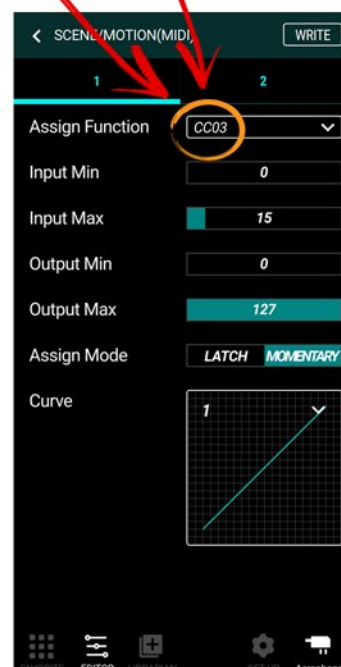 SCENE/MOTION(MIDI) WRITE
1 2
Assign Function CC03
Input Min 0
Input Max 15
Output Min 0
Output Max 127
Assign Mode LATCH MOMENTARY
Curve 1
EDITOR